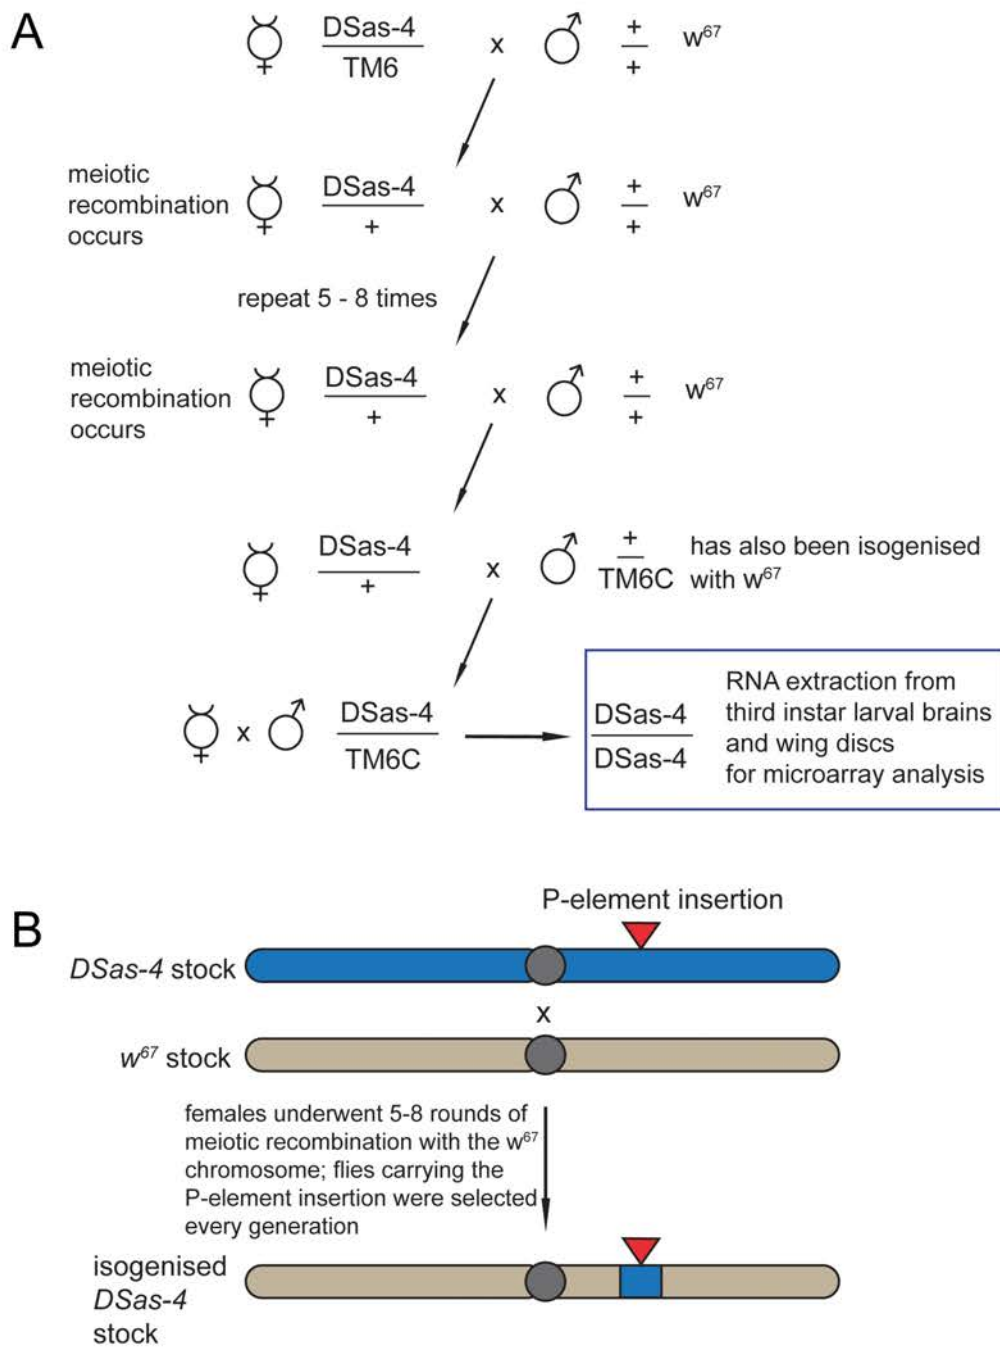 A
DSas-4
TM6
x
+
+
w67
meiotic
recombination
occurs
DSas-4
+
x
+
+
w67
repeat 5 - 8 times
meiotic
recombination
occurs
DSas-4
+
x
+
+
w67
DSas-4
+
x
+
TM6C
has also been isogenised
with w67
x
DSas-4
TM6C
DSas-4
DSas-4
RNA extraction from
third instar larval brains
and wing discs
for microarray analysis
B
P-element insertion
DSas-4 stock
x
w67 stock
females underwent 5-8 rounds of
meiotic recombination with the w67
chromosome; flies carrying the
P-element insertion were selected
every generation
isogenised
DSas-4
stock